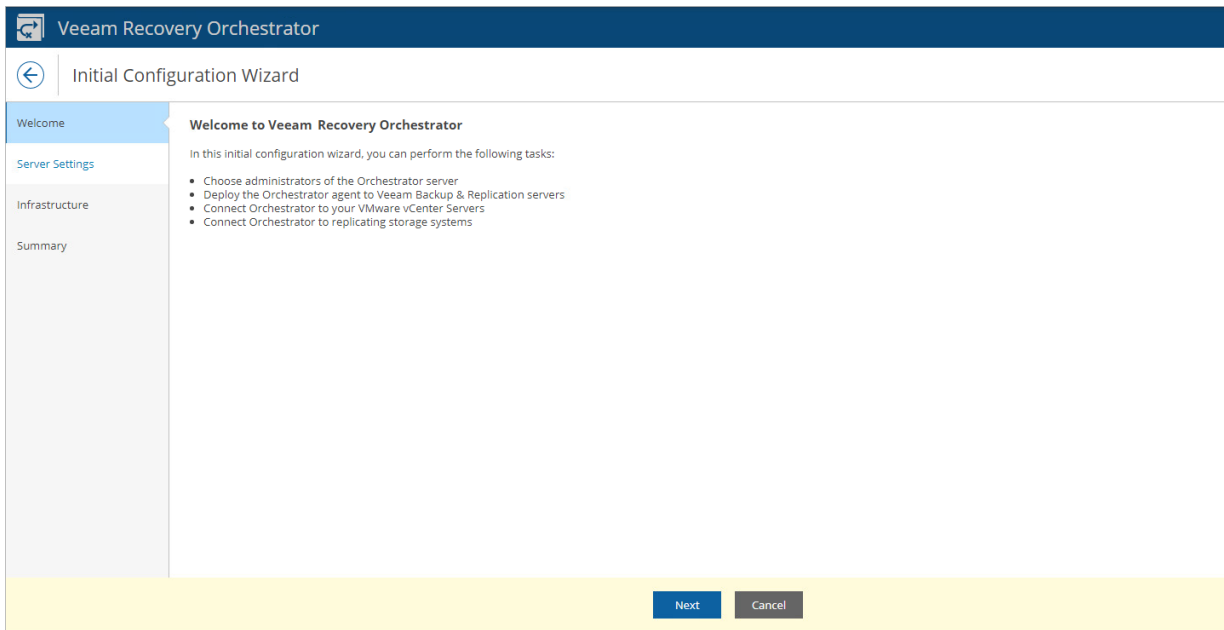 Veeam Recovery Orchestrator
Initial Configuration Wizard
Welcome
Server Settings
Infrastructure
Summary
Welcome to Veeam Recovery Orchestrator
In this initial configuration wizard, you can perform the following tasks:
• Choose administrators of the Orchestrator server
• Deploy the Orchestrator agent to Veeam Backup & Replication servers
• Connect Orchestrator to your VMware vCenter Servers
• Connect Orchestrator to replicating storage systems
Next
Cancel